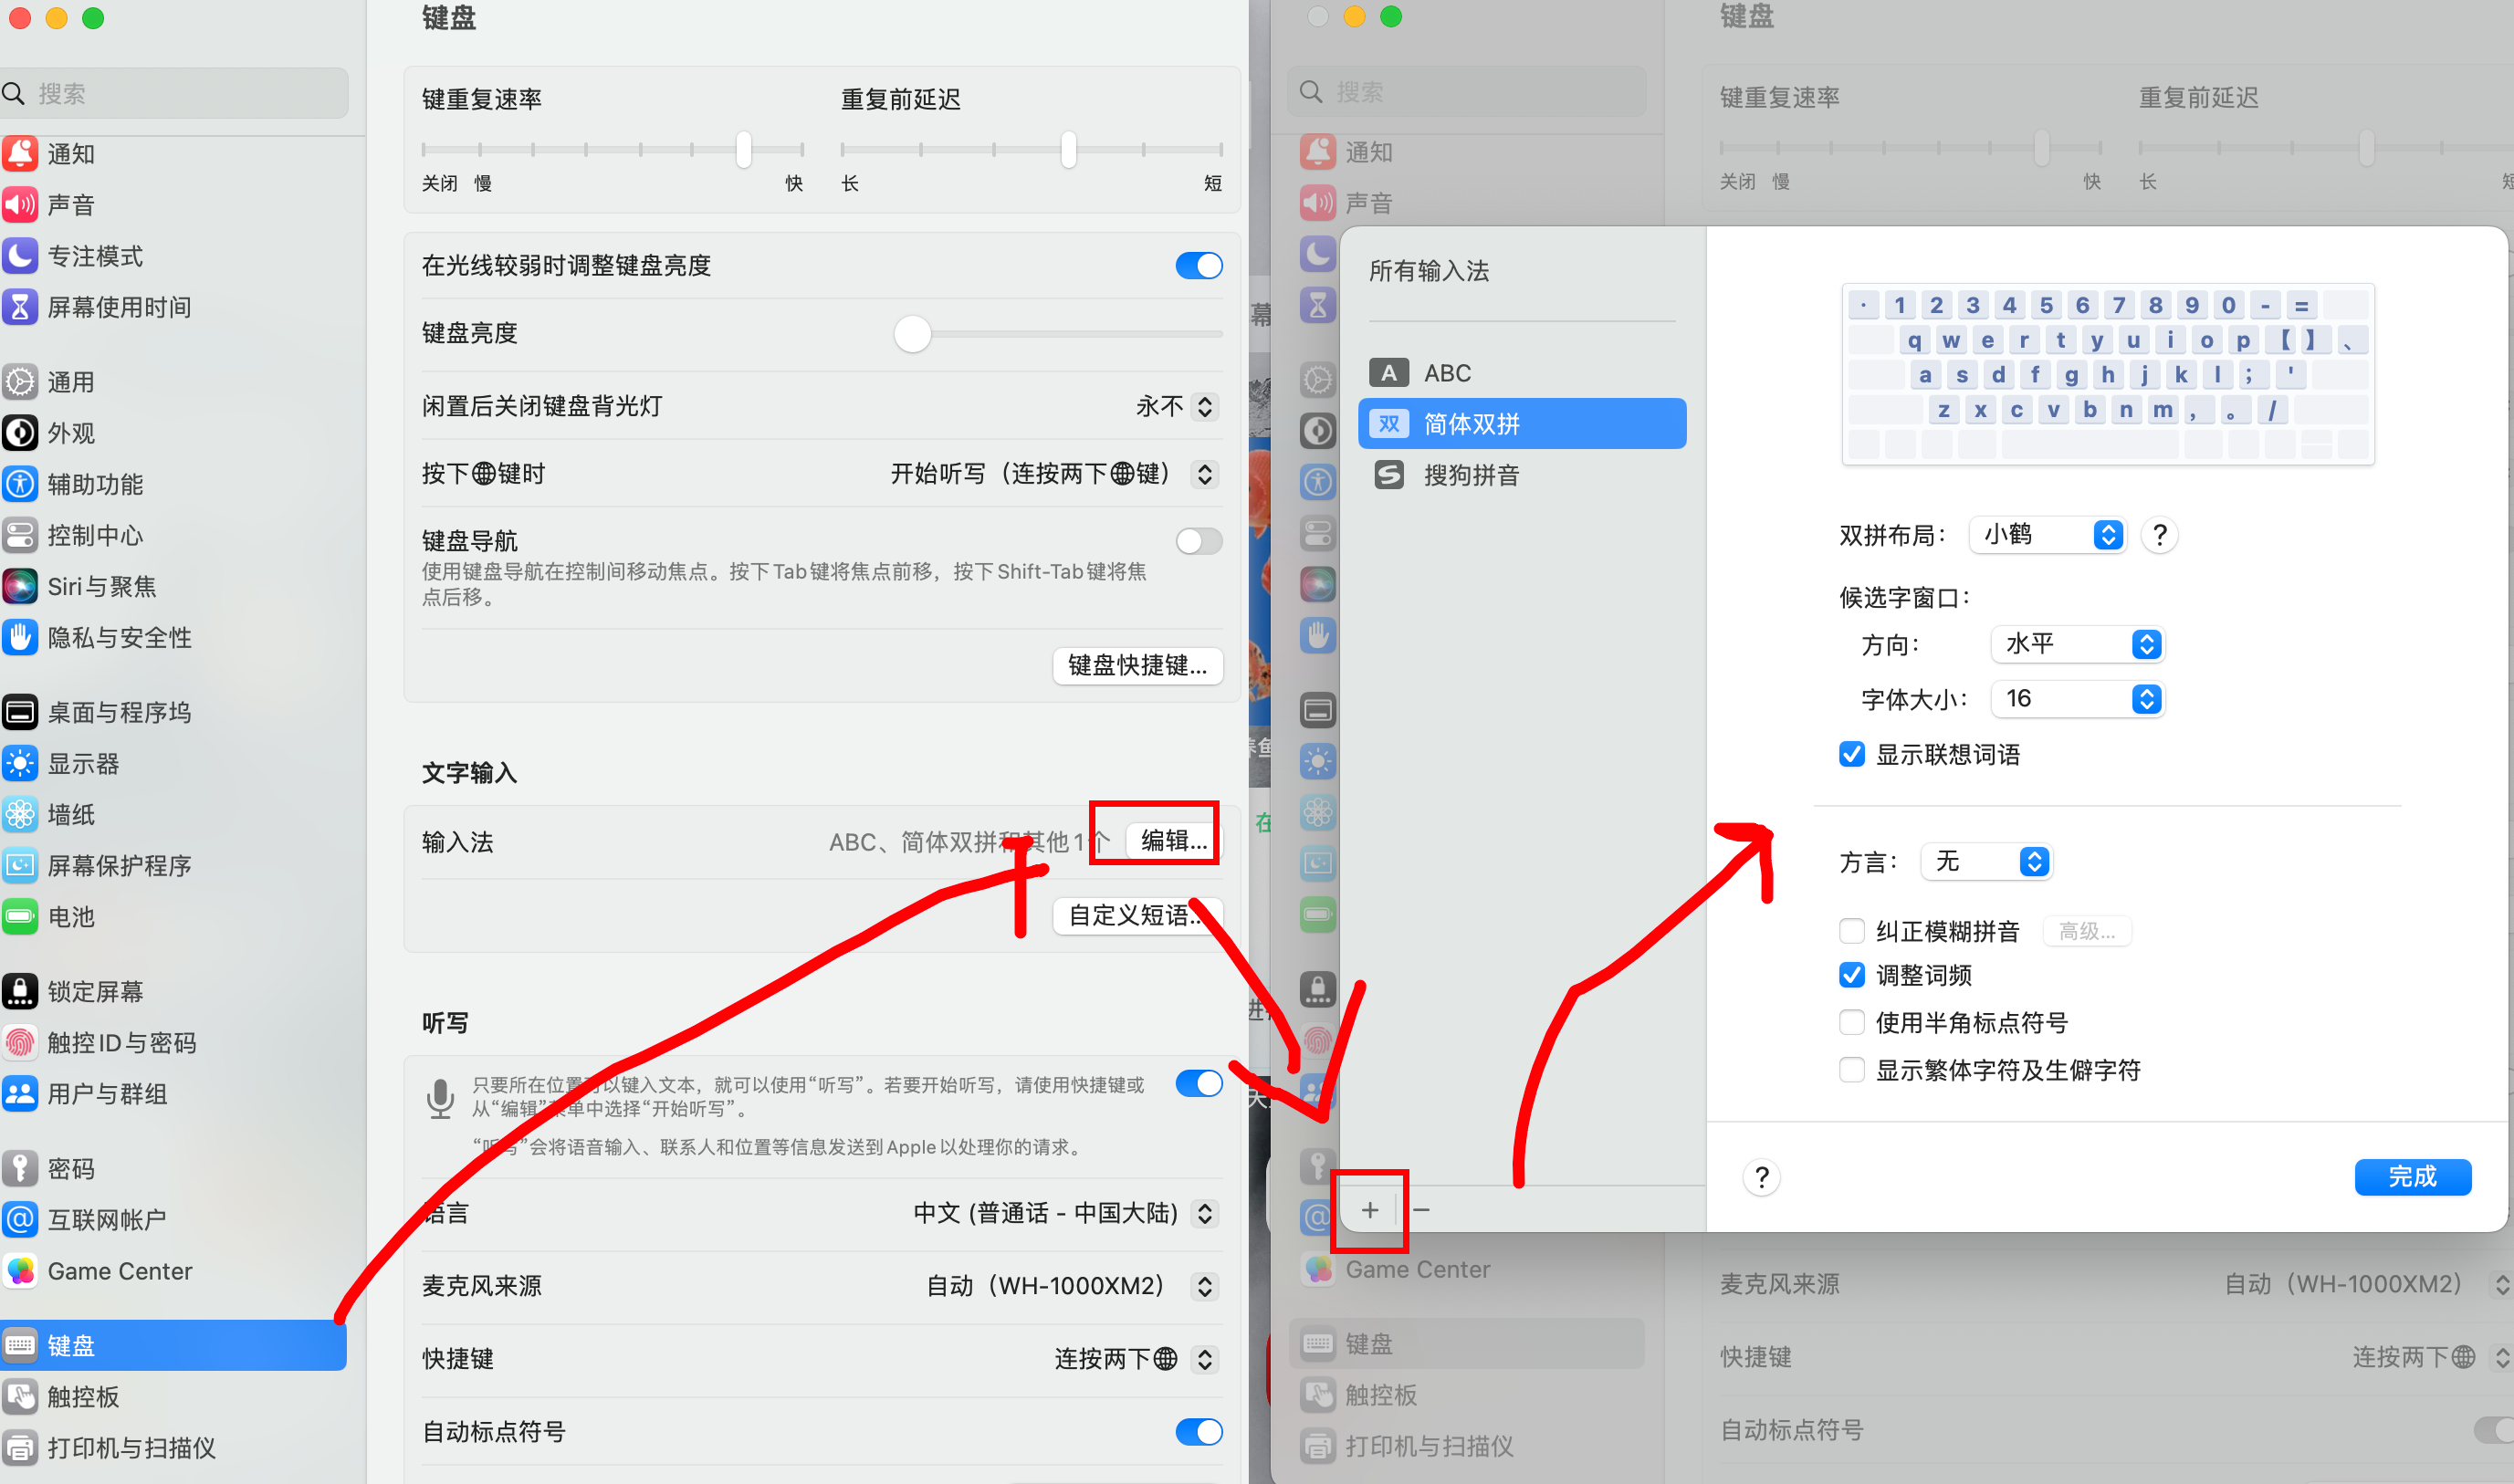 键盘
搜索
通知
声音
专注模式
屏幕使用时间
通用
外观
辅助功能
控制中心
Siri与聚焦
隐私与安全性
桌面与程序坞
显示器
墙纸
屏幕保护程序
电池
锁定屏幕
触控ID与密码
用户与群组
密码
互联网帐户
Game Center
键盘
触控板
打印机与扫描仪
键重复速率
重复前延迟
关闭 慢 快
长 短
在光线较弱时调整键盘亮度
键盘亮度
闲置后关闭键盘背光灯 永不
按下键时 开始听写（连按两下键）
键盘导航
使用键盘导航在控制间移动焦点。按下Tab键将焦点前移，按下Shift-Tab键将焦
点后移。
键盘快捷键...
文字输入
输入法 ABC、简体双拼和其他1个 编辑...
自定义短语...
听写
只要所在位置可以键入文本，就可以使用“听写”。若要开始听写，请使用快捷键或
从“编辑”菜单中选择“开始听写”。
“听写”会将语音输入、联系人和位置等信息发送到Apple以处理你的请求。
语言 中文 (普通话 - 中国大陆)
麦克风来源 自动（WH-1000XM2）
快捷键 连按两下
自动标点符号
键盘
搜索
通知
声音
键重复速率
重复前延迟
关闭 慢 快
长 短
所有输入法
A ABC
双 简体双拼
S 搜狗拼音
+ −
· 1 2 3 4 5 6 7 8 9 0 - =
q w e r t y u i o p 【 】 、
a s d f g h j k l ; '
z x c v b n m , 。 /
双拼布局： 小鹤 ?
候选字窗口：
方向： 水平
字体大小： 16
显示联想词语
方言： 无
纠正模糊拼音 高级...
调整词频
使用半角标点符号
显示繁体字符及生僻字符
? 完成
Game Center
键盘
触控板
打印机与扫描仪
麦克风来源 自动（WH-1000XM2）
快捷键 连按两下
自动标点符号